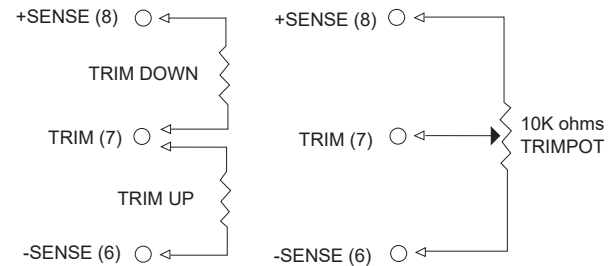 +SENSE (8)
TRIM DOWN
TRIM (7)
TRIM UP
-SENSE (6)
+SENSE (8)
TRIM (7)
10K ohms
TRIMPOT
-SENSE (6)